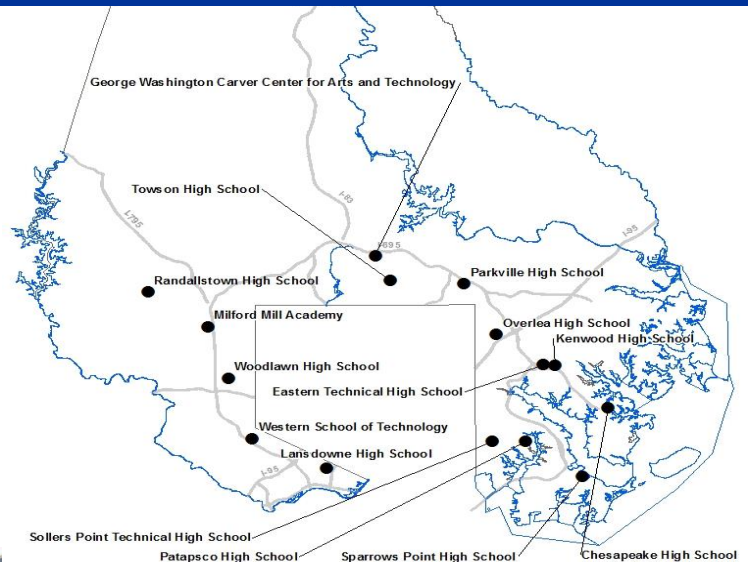 George Washington Carver Center for Arts and Technology
Towson High School
I-83
I-795
I-695
I-95
Randallstown High School
Parkville High School
Milford Mill Academy
Overlea High School
Kenwood High School
Woodlawn High School
Eastern Technical High School
Western School of Technology
Lansdowne High School
I-95
Sollers Point Technical High School
Patapsco High School
Sparrows Point High School
Chesapeake High School